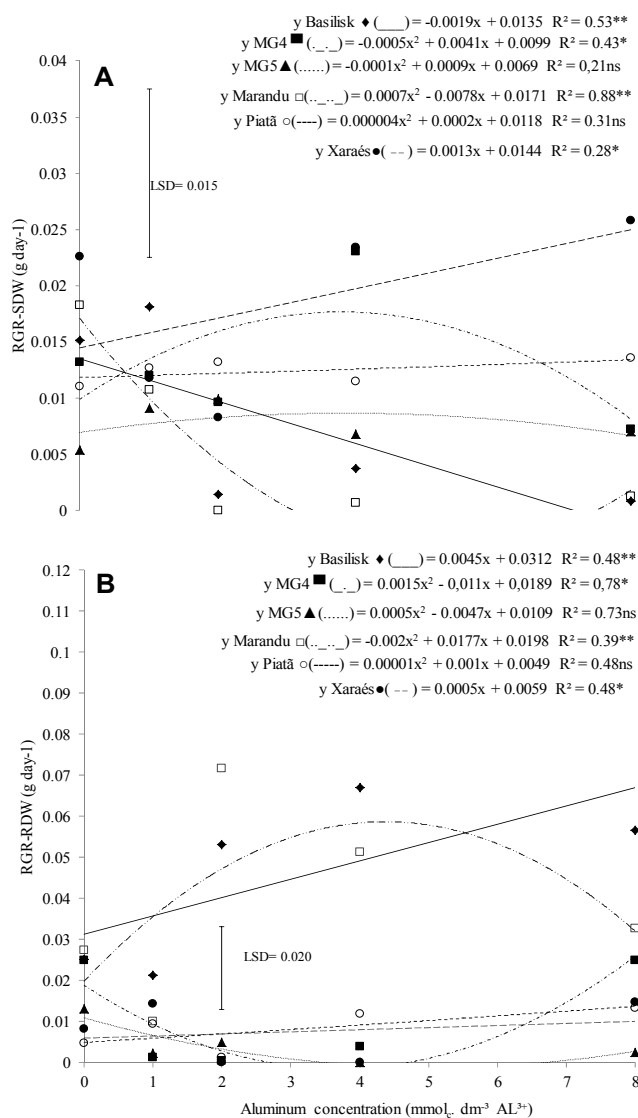 y Basilisk ♦(___) = -0.0019x + 0.0135 R² = 0.53**
y MG4 ■ (._._) = -0.0005x² + 0.0041x + 0.0099 R² = 0.43*
y MG5▲(......) = -0.0001x² + 0.0009x + 0.0069 R² = 0,21ns
y Marandu □(.._.._) = 0.0007x² - 0.0078x + 0.0171 R² = 0.88**
y Piatã ○(----) = 0.000004x² + 0.0002x + 0.0118 R² = 0.31ns
y Xaraés●( -- ) = 0.0013x + 0.0144 R² = 0.28*
A
LSD= 0.015
RGR-SDW (g day-1)
0.04
0.035
0.03
0.025
0.02
0.015
0.01
0.005
0
y Basilisk ♦ (___) = 0.0045x + 0.0312 R² = 0.48**
y MG4 ■ (_._) = 0.0015x² - 0,011x + 0,0189 R² = 0,78*
y MG5▲(......) = 0.0005x² - 0.0047x + 0.0109 R² = 0.73ns
y Marandu □(.._.._) = -0.002x² + 0.0177x + 0.0198 R² = 0.39**
y Piatã ○(-----) = 0.00001x² + 0.001x + 0.0049 R² = 0.48ns
y Xaraés●( -- ) = 0.0005x + 0.0059 R² = 0.48*
B
LSD= 0.020
RGR-RDW (g day-1)
0.12
0.11
0.1
0.09
0.08
0.07
0.06
0.05
0.04
0.03
0.02
0.01
0
0 1 2 3 4 5 6 7 8
Aluminum concentration (mmolc dm⁻³ AL³⁺)